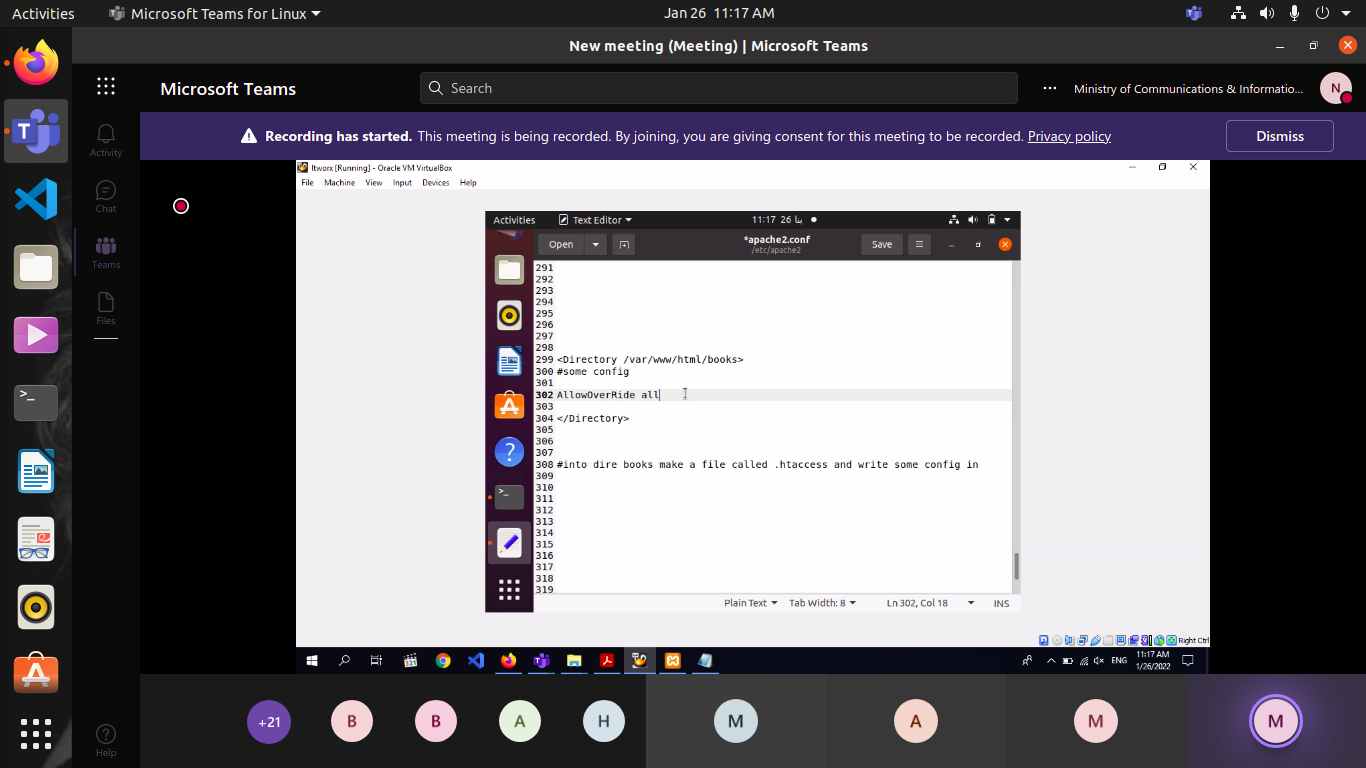 Activities Microsoft Teams for Linux Jan 26 11:17 AM
New meeting (Meeting) | Microsoft Teams
Microsoft Teams Search ... Ministry of Communications & Informatio... N
Recording has started. This meeting is being recorded. By joining, you are giving consent for this meeting to be recorded. Privacy policy Dismiss
Activity
Chat
Teams
Files
Help
Itworx [Running] - Oracle VM VirtualBox
File Machine View Input Devices Help
Activities Text Editor 11:17 26 ينا
Open *apache2.conf Save
/etc/apache2
291
292
293
294
295
296
297
298
299 <Directory /var/www/html/books>
300 #some config
301
302 AllowOverRide all
303
304 </Directory>
305
306
307
308 #into dire books make a file called .htaccess and write some config in
309
310
311
312
313
314
315
316
317
318
319
Plain Text Tab Width: 8 Ln 302, Col 18 INS
Right Ctrl
ENG 11:17 AM
1/26/2022
+21 B B A H M A M M